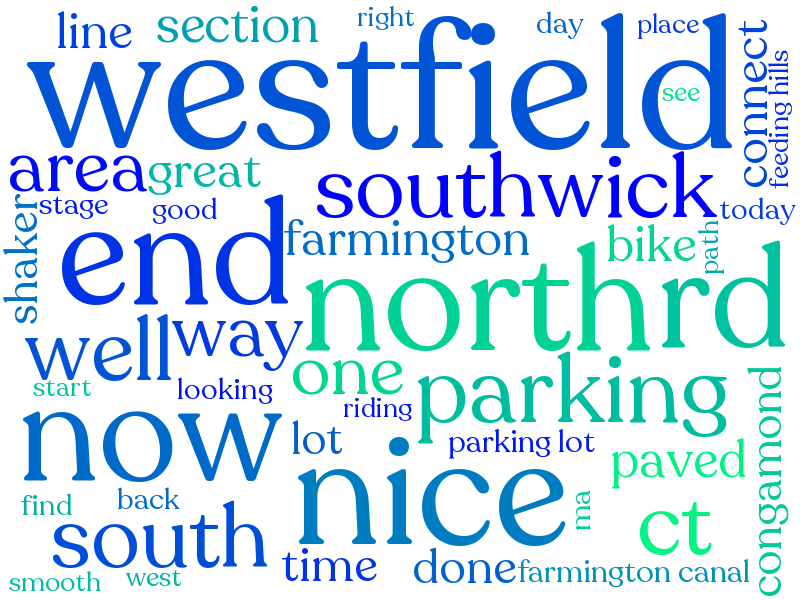 line
section
right
day
place
westfield
see
connect
feeding hills
area
great
southwick
stage
good
today
shaker
end
farmington
bike
path
north
rd
well
way
one
parking
start
looking
riding
congamond
now
lot
parking lot
nice
paved
find
back
ma
ct
south
time
done
farmington canal
smooth
west